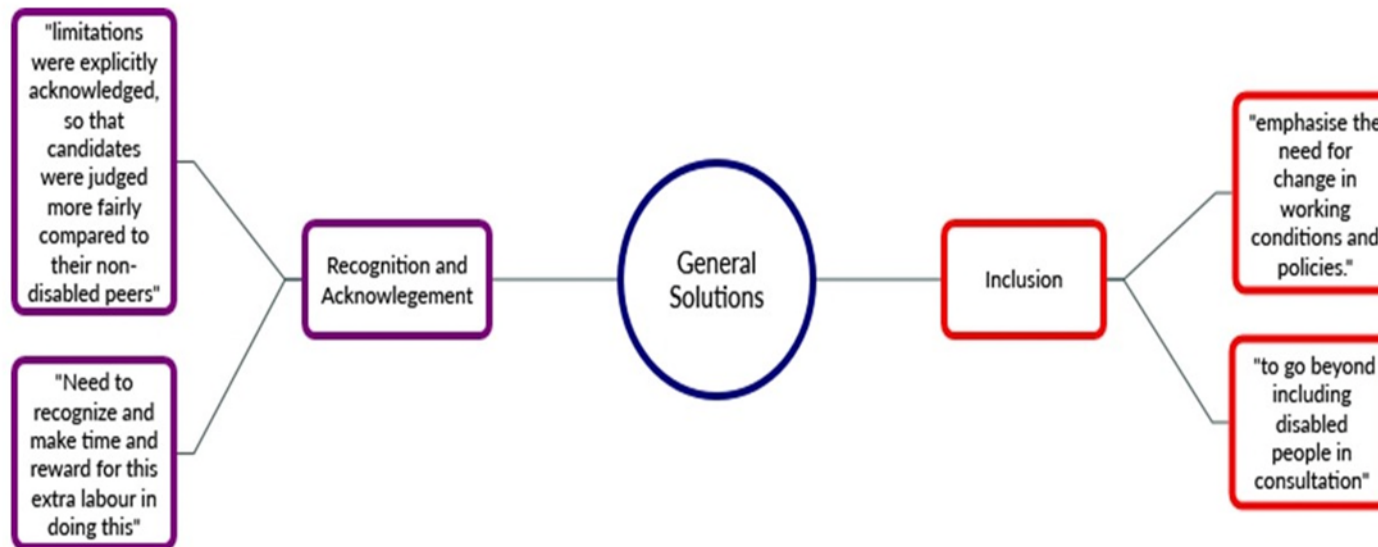 "limitations
were explicitly
acknowledged,
so that
candidates
were judged
more fairly
compared to
their non-
disabled peers"
"Need to
recognize and
make time and
reward for this
extra labour in
doing this"
Recognition and
Acknowlegement
General
Solutions
Inclusion
"emphasise the
need for
change in
working
conditions and
policies."
"to go beyond
including
disabled
people in
consultation"